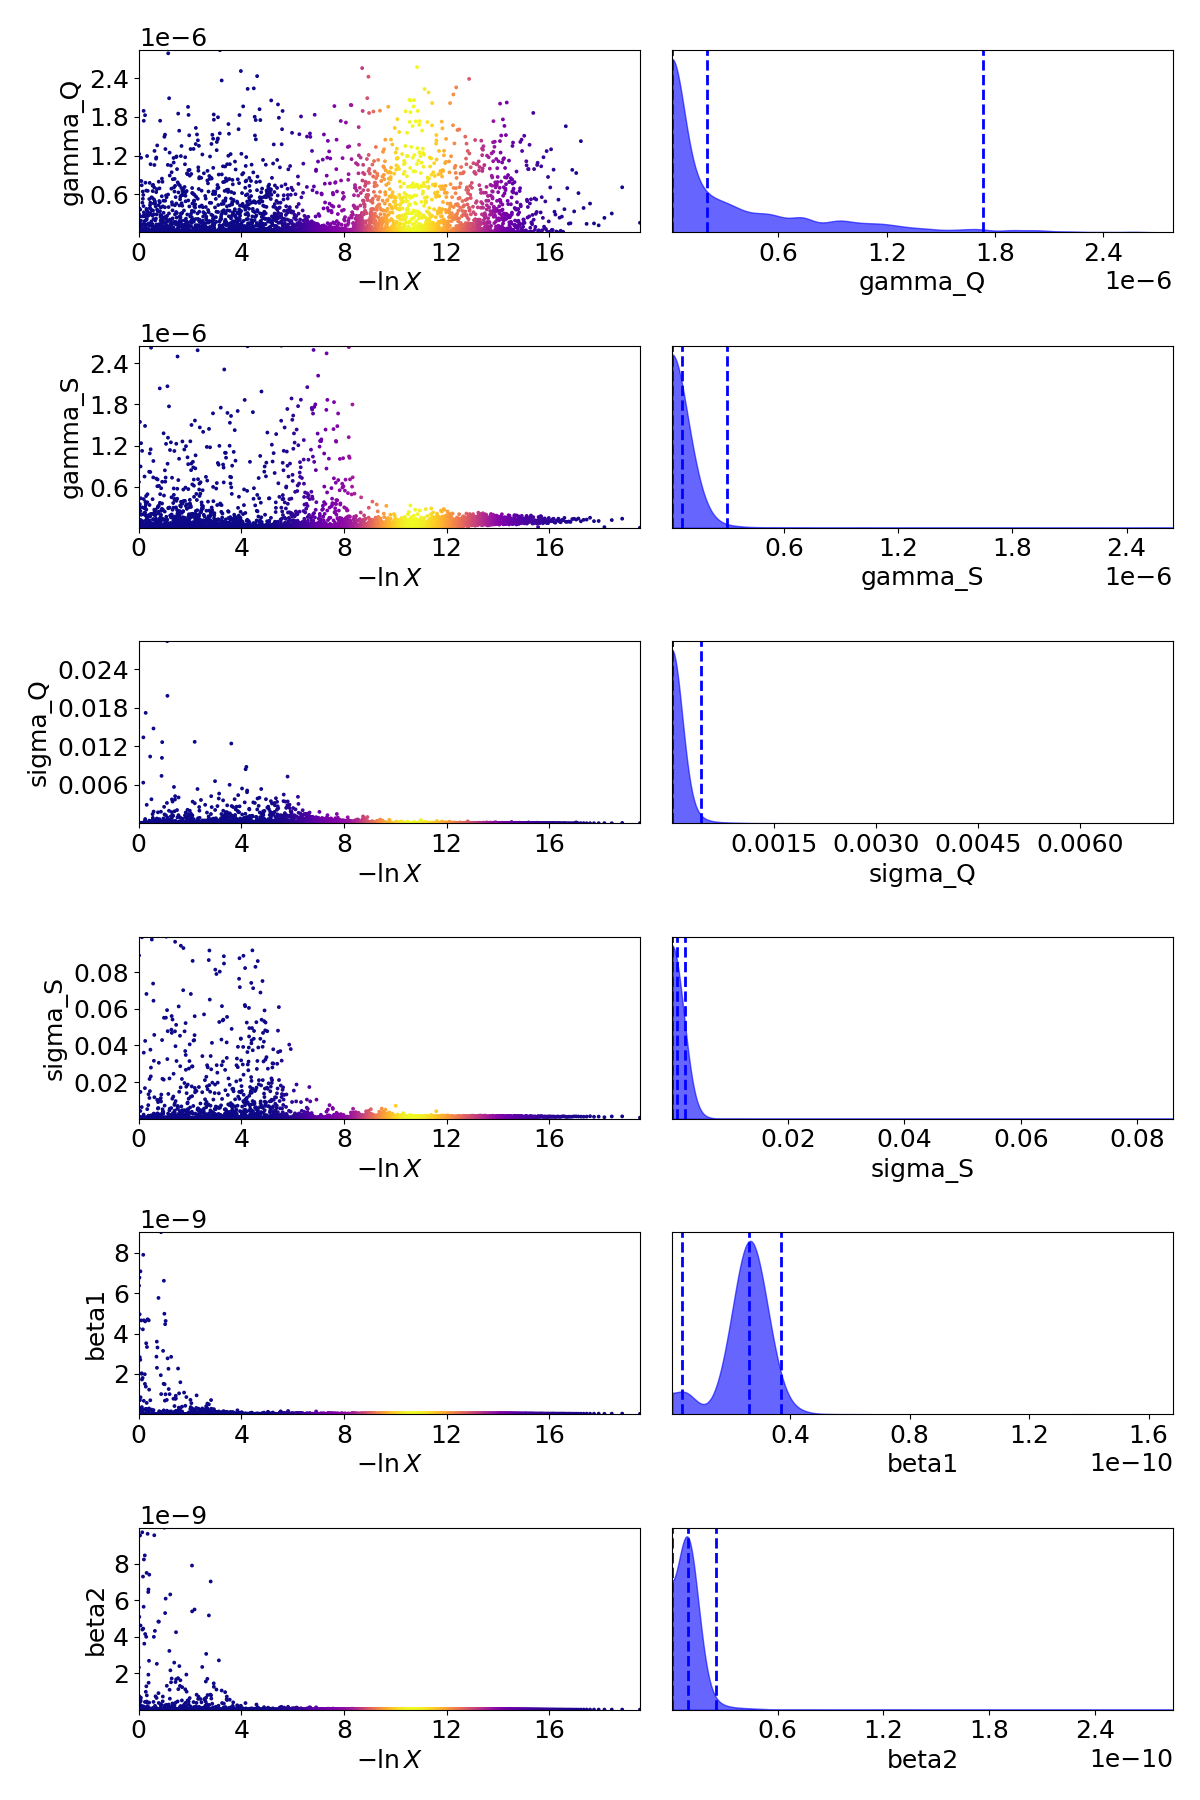 1e−6
gamma_Q
2.4
1.8
1.2
0.6
0 4 8 12 16
−ln X
0.6 1.2 1.8 2.4
gamma_Q 1e−6
1e−6
gamma_S
2.4
1.8
1.2
0.6
0 4 8 12 16
−ln X
0.6 1.2 1.8 2.4
gamma_S 1e−6
sigma_Q
0.024
0.018
0.012
0.006
0 4 8 12 16
−ln X
0.0015 0.0030 0.0045 0.0060
sigma_Q
sigma_S
0.08
0.06
0.04
0.02
0 4 8 12 16
−ln X
0.02 0.04 0.06 0.08
sigma_S
1e−9
beta1
8
6
4
2
0 4 8 12 16
−ln X
0.4 0.8 1.2 1.6
beta1 1e−10
1e−9
beta2
8
6
4
2
0 4 8 12 16
−ln X
0.6 1.2 1.8 2.4
beta2 1e−10